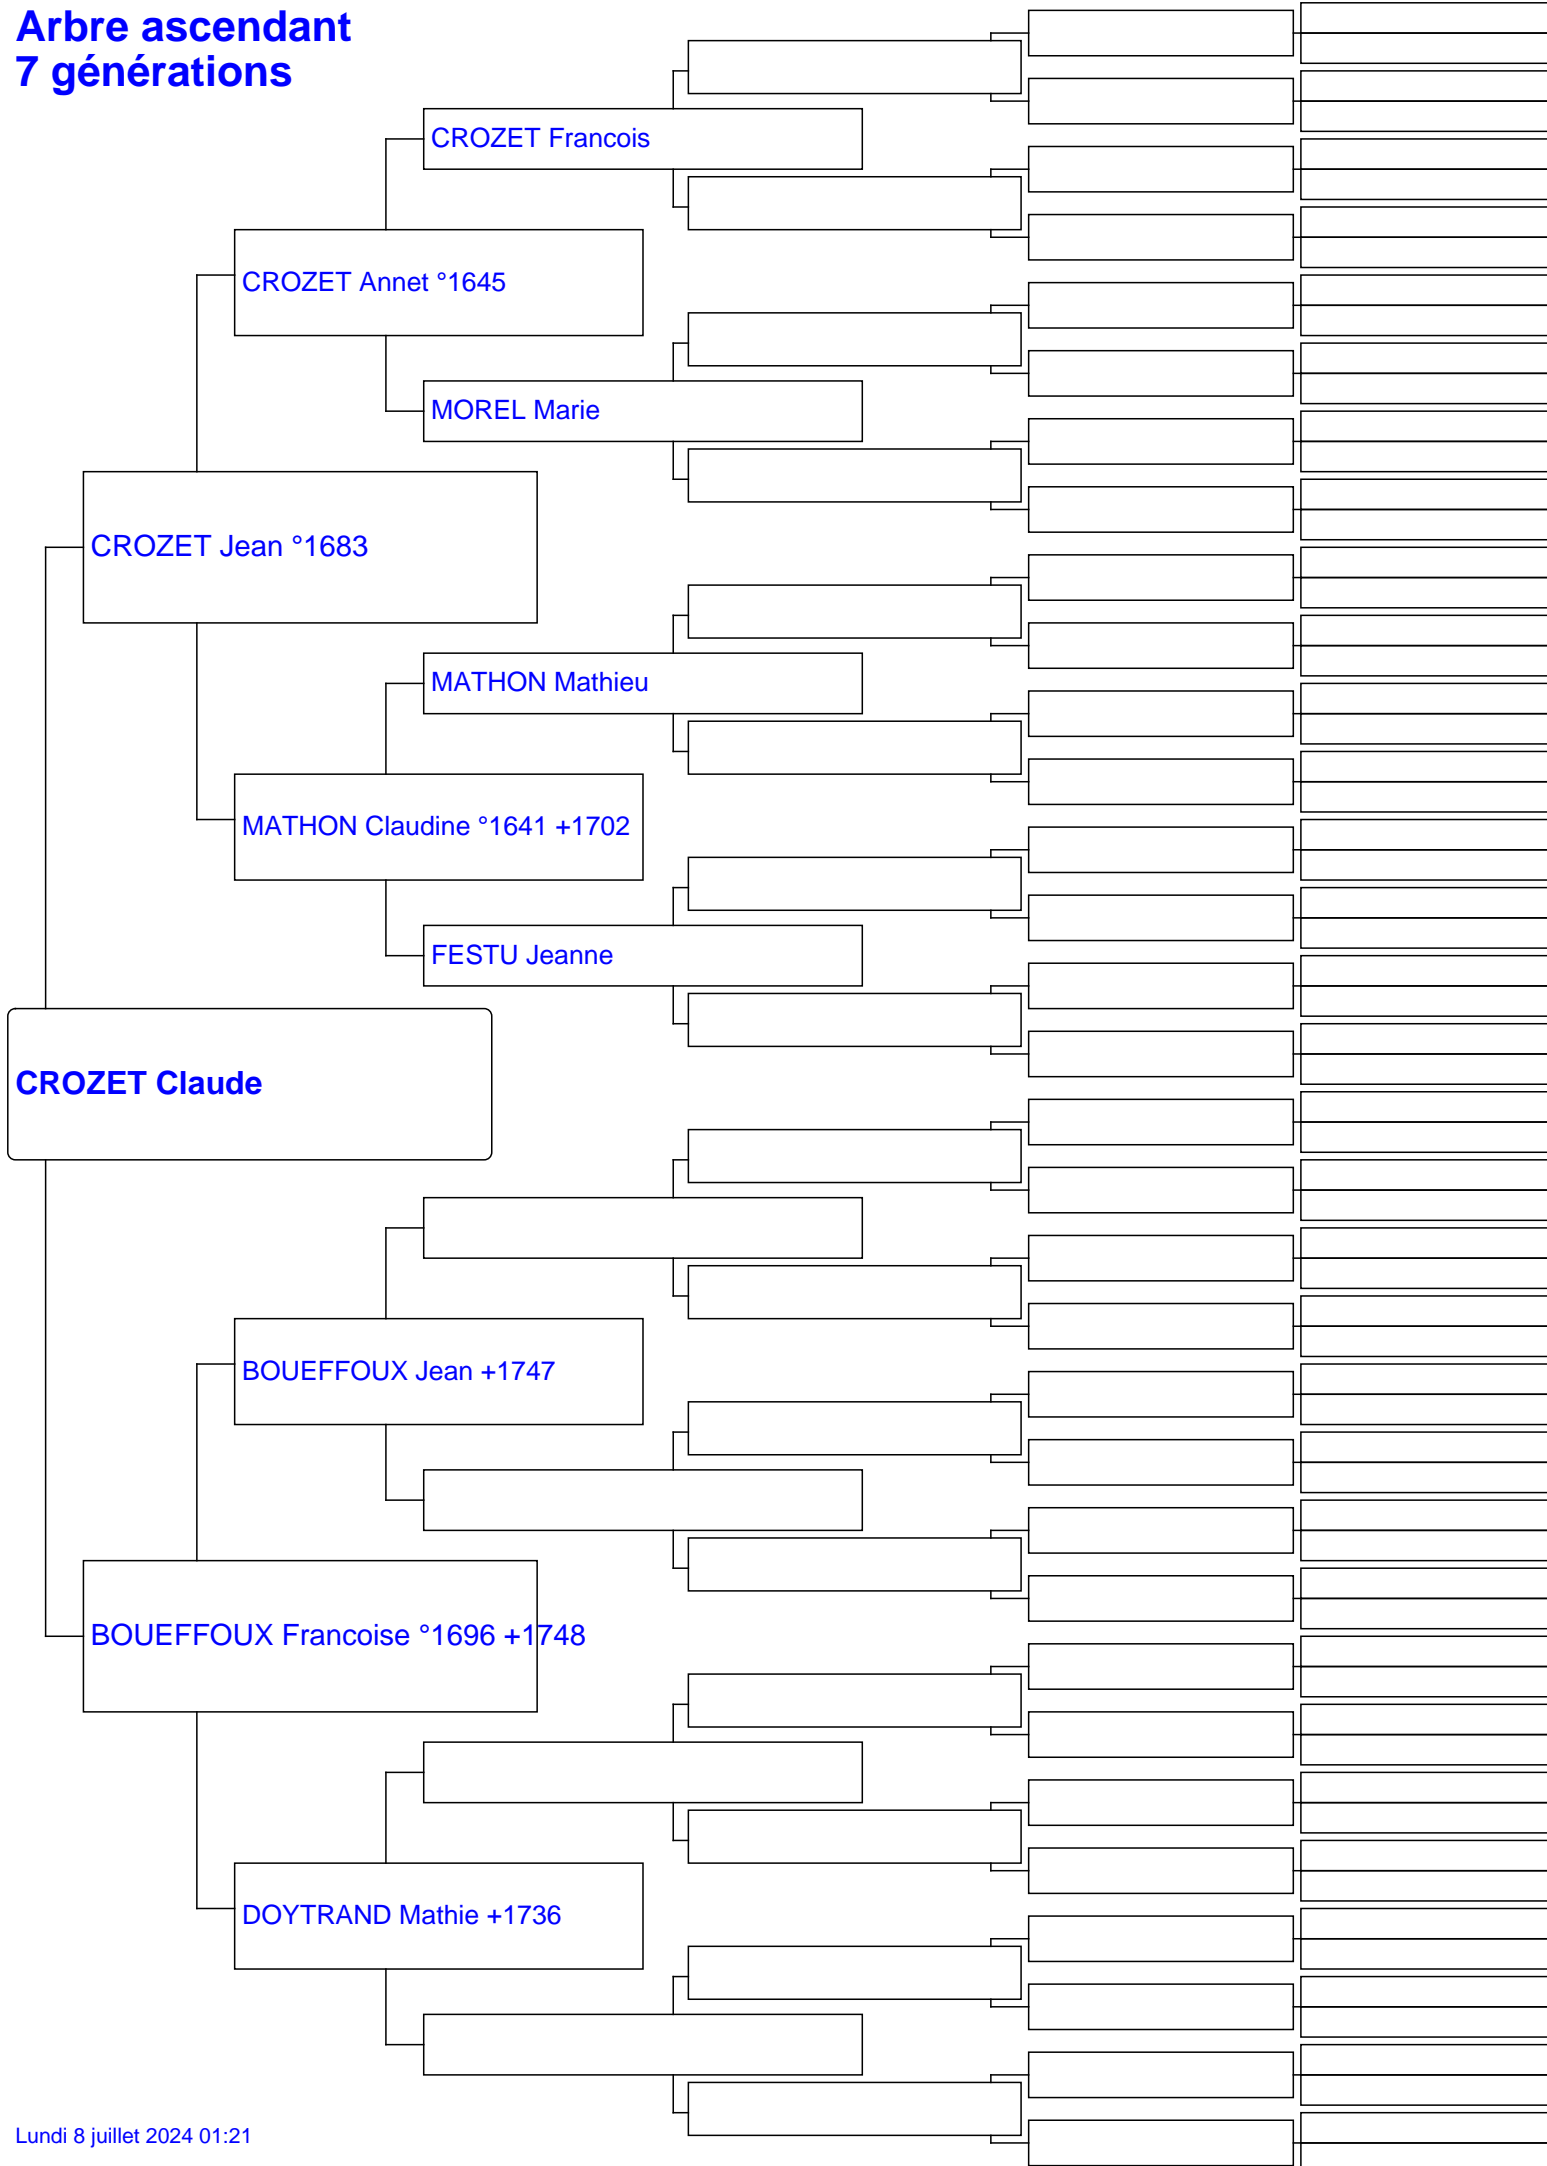 Arbre ascendant
7 générations
CROZET Francois
CROZET Annet °1645
MOREL Marie
CROZET Jean °1683
MATHON Mathieu
MATHON Claudine °1641 +1702
FESTU Jeanne
CROZET Claude
BOUEFFOUX Jean +1747
BOUEFFOUX Francoise °1696 +1748
DOYTRAND Mathie +1736
Lundi 8 juillet 2024 01:21